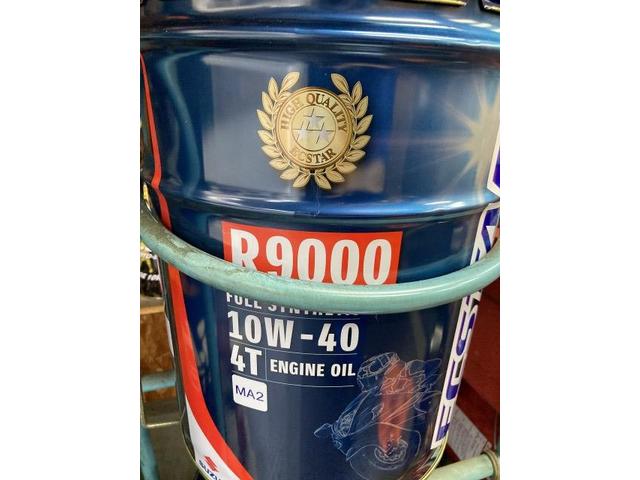 HIGH QUALITY
ECSTAR
R9000
FULL SYNTHETIC
10W-40
4T ENGINE OIL
MA2